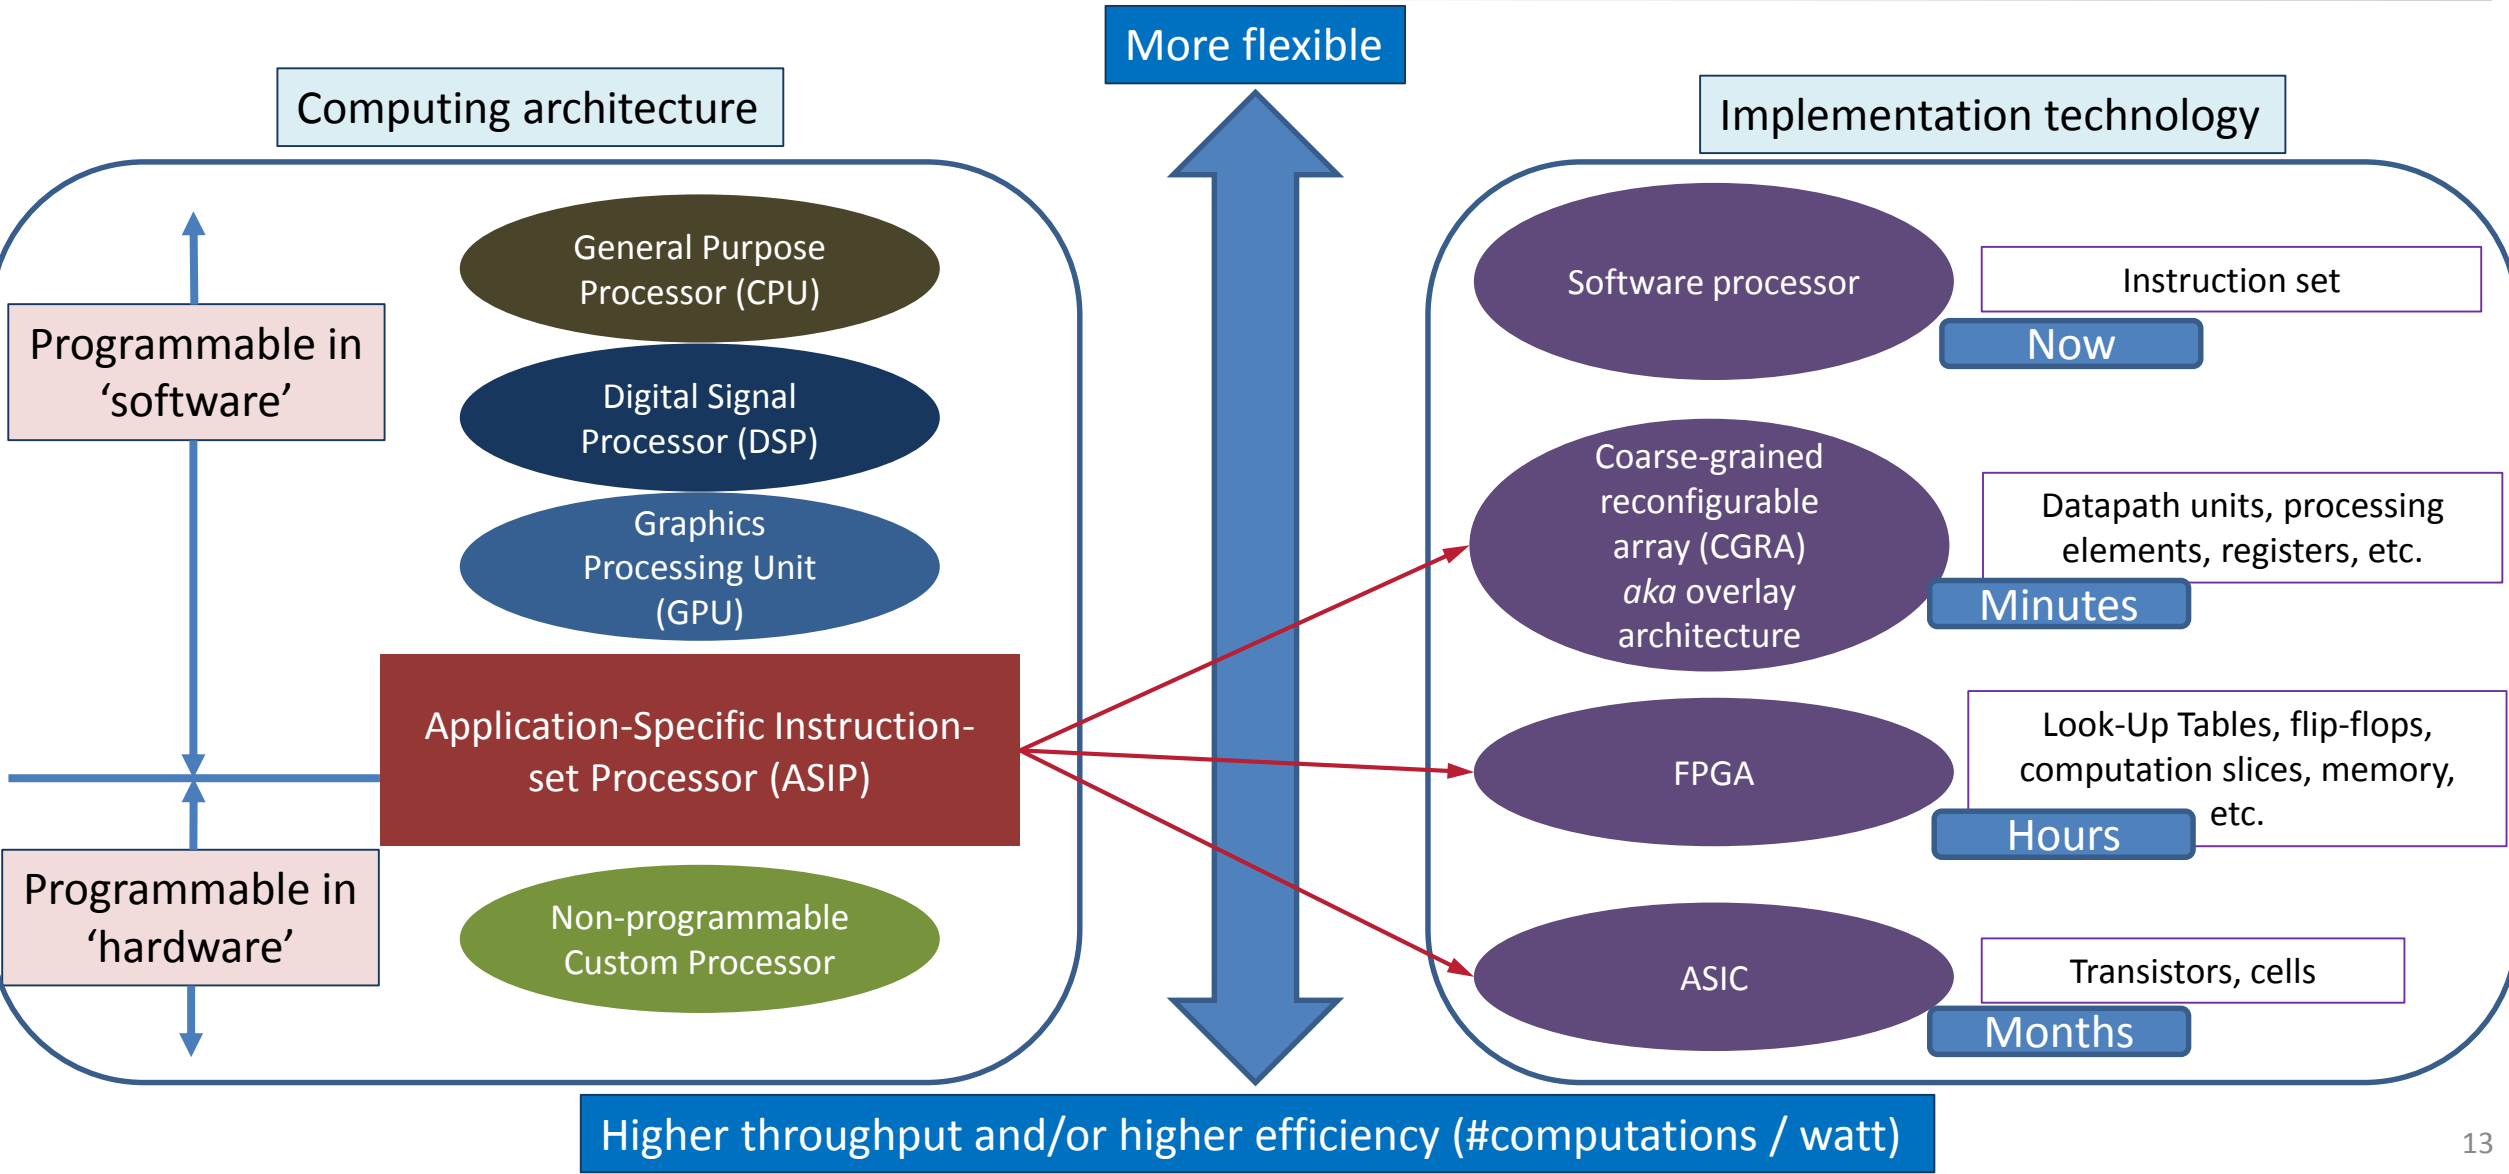 More flexible
Computing architecture
Implementation technology
Programmable in
‘software’
Programmable in
‘hardware’
General Purpose
Processor (CPU)
Digital Signal
Processor (DSP)
Graphics
Processing Unit
(GPU)
Application-Specific Instruction-
set Processor (ASIP)
Non-programmable
Custom Processor
Software processor
Instruction set
Now
Coarse-grained
reconfigurable
array (CGRA)
aka overlay
architecture
Datapath units, processing
elements, registers, etc.
Minutes
FPGA
Look-Up Tables, flip-flops,
computation slices, memory,
etc.
Hours
ASIC
Transistors, cells
Months
Higher throughput and/or higher efficiency (#computations / watt)
13